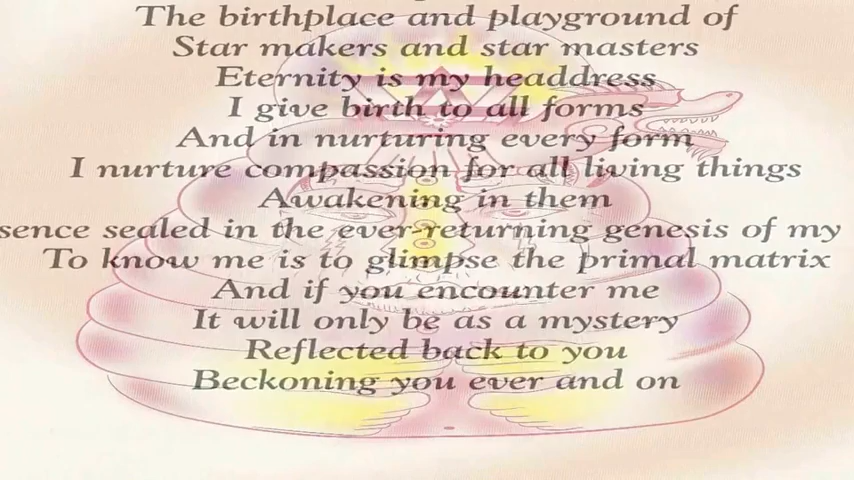 The birthplace and playground of
Star makers and star masters
Eternity is my headdress
I give birth to all forms
And in nurturing every form
I nurture compassion for all living things
Awakening in them
sence sealed in the ever-returning genesis of my
To know me is to glimpse the primal matrix
And if you encounter me
It will only be as a mystery
Reflected back to you
Beckoning you ever and on